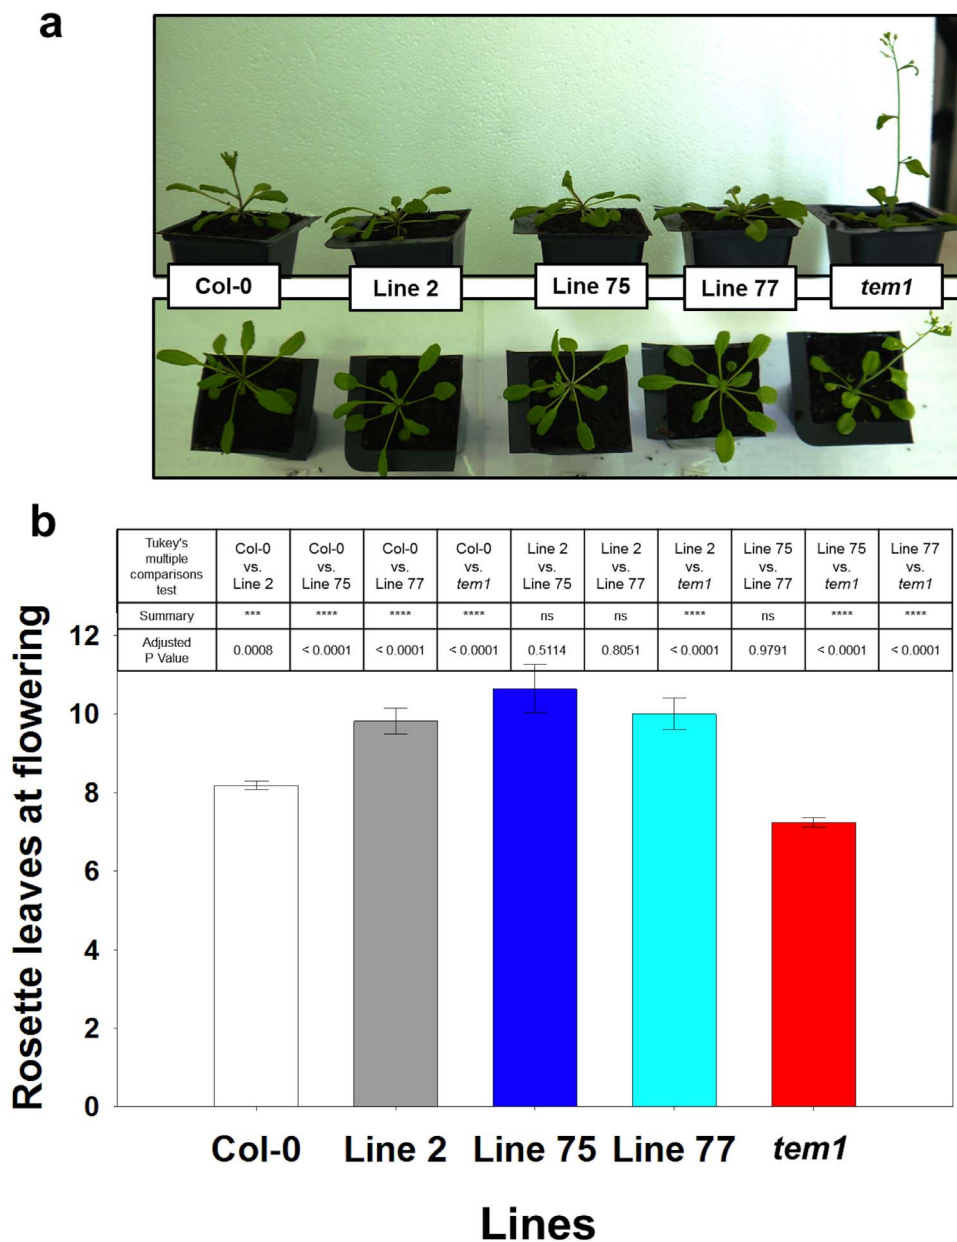 a
Col-0
Line 2
Line 75
Line 77
tem1
b
Tukey's multiple comparisons test
Col-0 vs. Line 2
Col-0 vs. Line 75
Col-0 vs. Line 77
Col-0 vs. tem1
Line 2 vs. Line 75
Line 2 vs. Line 77
Line 2 vs. tem1
Line 75 vs. Line 77
Line 75 vs. tem1
Line 77 vs. tem1
Summary *** **** **** **** ns ns **** ns **** ****
Adjusted P Value 0.0008 < 0.0001 < 0.0001 < 0.0001 0.5114 0.8051 < 0.0001 0.9791 < 0.0001 < 0.0001
Rosette leaves at flowering
12
10
8
6
4
2
0
Col-0 Line 2 Line 75 Line 77 tem1
Lines